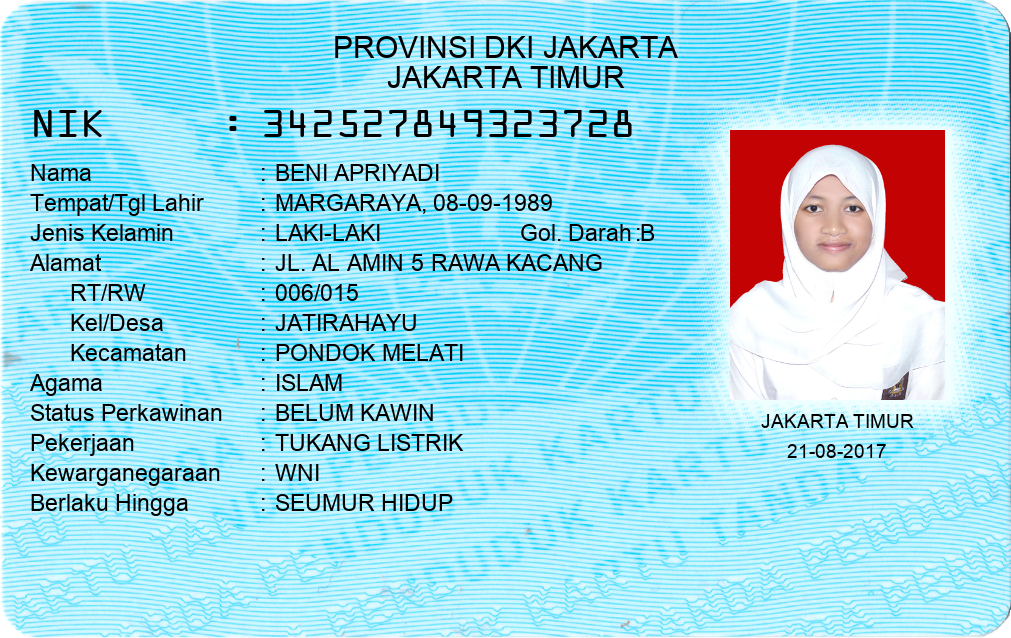 PROVINSI DKI JAKARTA
JAKARTA TIMUR
NIK : 342527849323728
Nama : BENI APRIYADI
Tempat/Tgl Lahir : MARGARAYA, 08-09-1989
Jenis Kelamin : LAKI-LAKI Gol. Darah :B
Alamat : JL. AL AMIN 5 RAWA KACANG
RT/RW : 006/015
Kel/Desa : JATIRAHAYU
Kecamatan : PONDOK MELATI
Agama : ISLAM
Status Perkawinan : BELUM KAWIN
Pekerjaan : TUKANG LISTRIK
Kewarganegaraan : WNI
Berlaku Hingga : SEUMUR HIDUP
JAKARTA TIMUR
21-08-2017